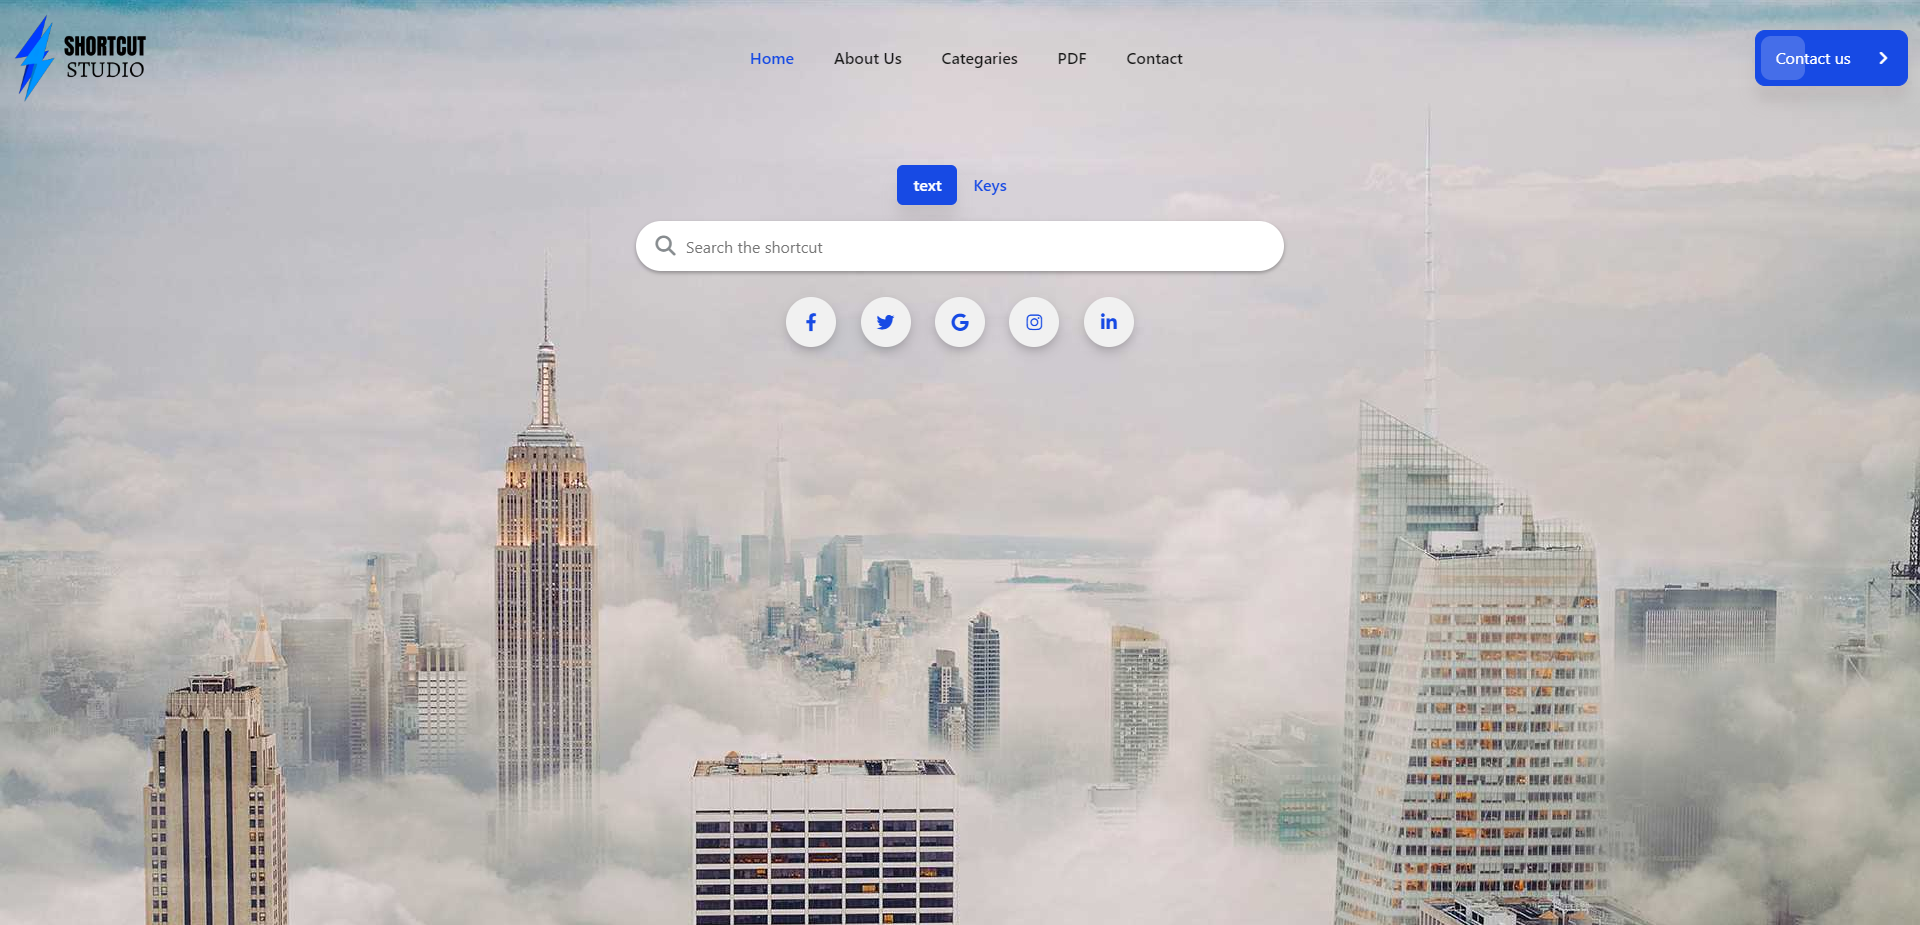 SHORTCUT
STUDIO
Home
About Us
Categaries
PDF
Contact
Contact us
text
Keys
Search the shortcut